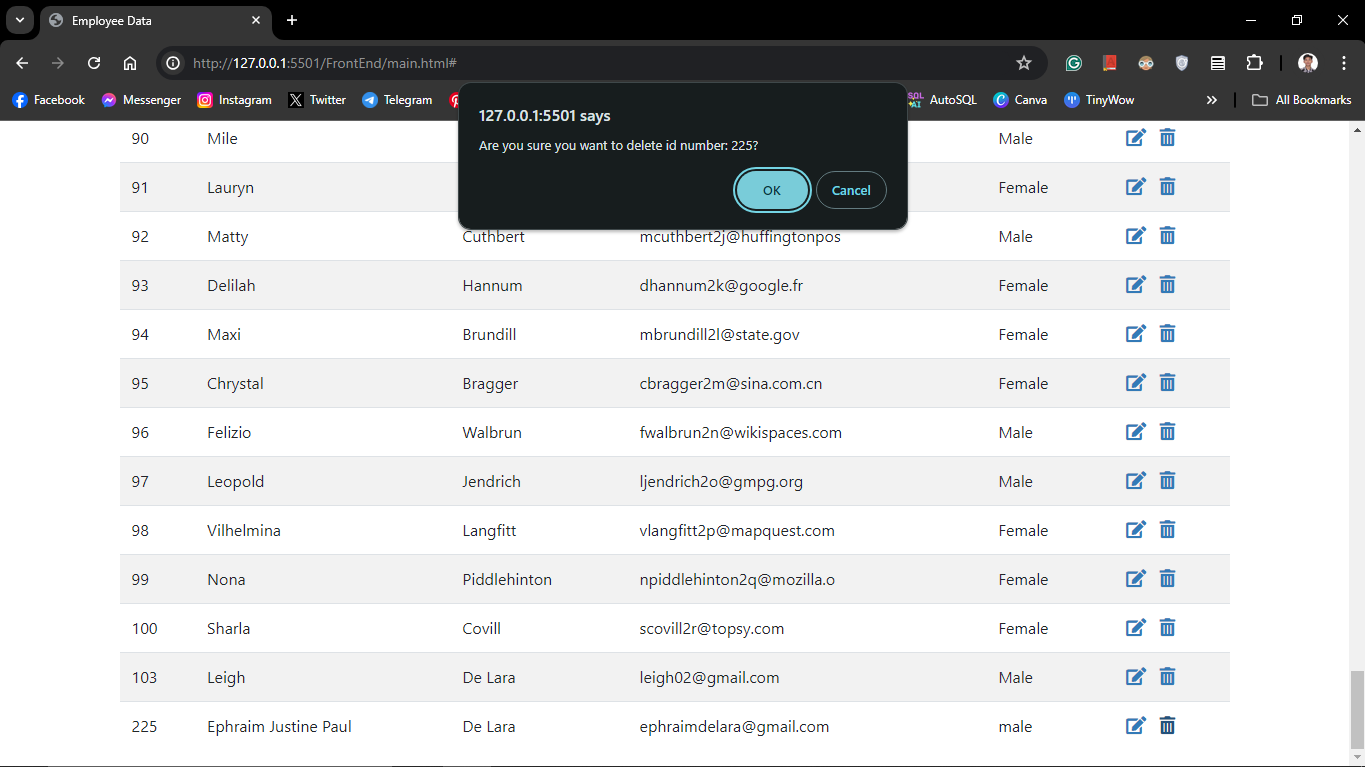 Employee Data
http://127.0.0.1:5501/FrontEnd/main.html#
Facebook Messenger Instagram Twitter Telegram AutoSQL Canva TinyWow » All Bookmarks
127.0.0.1:5501 says
Are you sure you want to delete id number: 225?
OK Cancel
90 Mile Male
91 Lauryn Female
92 Matty Cuthbert mcuthbert2j@huffingtonpos Male
93 Delilah Hannum dhannum2k@google.fr Female
94 Maxi Brundill mbrundill2l@state.gov Female
95 Chrystal Bragger cbragger2m@sina.com.cn Female
96 Felizio Walbrun fwalbrun2n@wikispaces.com Male
97 Leopold Jendrich ljendrich2o@gmpg.org Male
98 Vilhelmina Langfitt vlangfitt2p@mapquest.com Female
99 Nona Piddlehinton npiddlehinton2q@mozilla.o Female
100 Sharla Covill scovill2r@topsy.com Female
103 Leigh De Lara leigh02@gmail.com Male
225 Ephraim Justine Paul De Lara ephraimdelara@gmail.com male